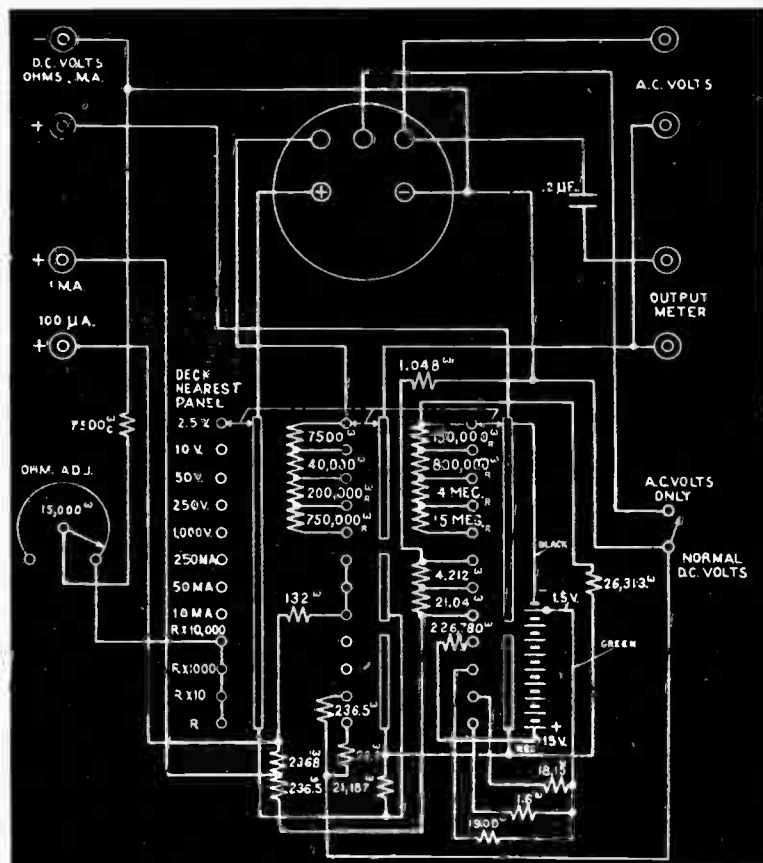 D.C. VOLTS
OHMS, M.A.
A.C. VOLTS
.2 µF.
1 M.A.
100 µA.
OUTPUT
METER
1.048 ω
DECK
NEAREST
PANEL
2.5 V.
10 V.
50 V.
250 V.
1,000 V.
250 MA
50 MA
10 MA
R X 10,000
R X 1000
R X 10
R
7500 ω
OHM. ADJ.
15,000 ω
7500 ω
40,000 ω
200,000 ω
R
750,000 ω
R
800,000 ω
4 MEG.
R
15 MEG.
R
A.C. VOLTS
ONLY
NORMAL
D.C. VOLTS
BLACK
4.212 ω
21.04 ω
132 ω
226,780 ω
1.5 V.
26,313 ω
GREEN
236.5 ω
RED
15 V.
+
2368 ω
236.5 ω
21,187 ω
18.15 ω
1.6 ω
1900 ω